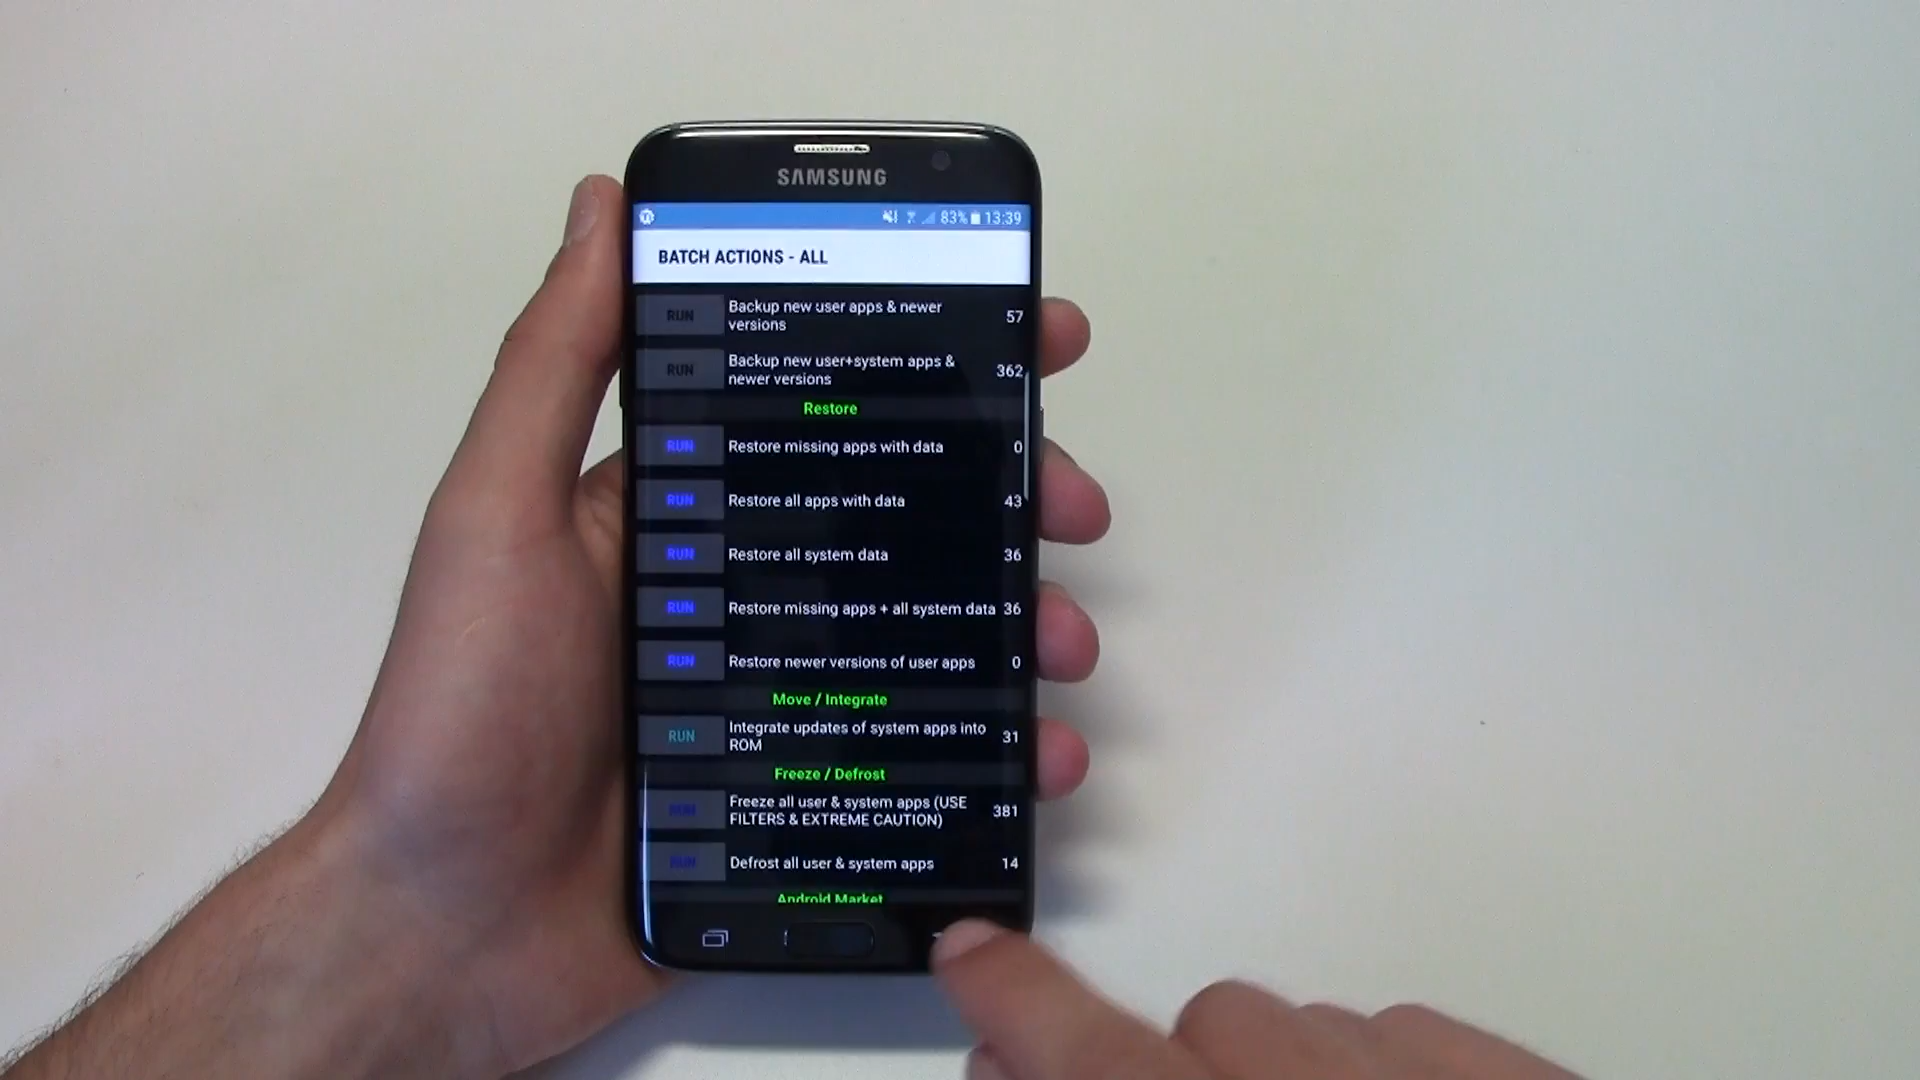 SAMSUNG
83% 13:39
BATCH ACTIONS - ALL
RUN Backup new user apps & newer versions 57
RUN Backup new user+system apps & newer versions 362
Restore
RUN Restore missing apps with data 0
RUN Restore all apps with data 43
RUN Restore all system data 36
RUN Restore missing apps + all system data 36
RUN Restore newer versions of user apps 0
Move / Integrate
RUN Integrate updates of system apps into ROM 31
Freeze / Defrost
RUN Freeze all user & system apps (USE FILTERS & EXTREME CAUTION) 381
RUN Defrost all user & system apps 14
Android Market